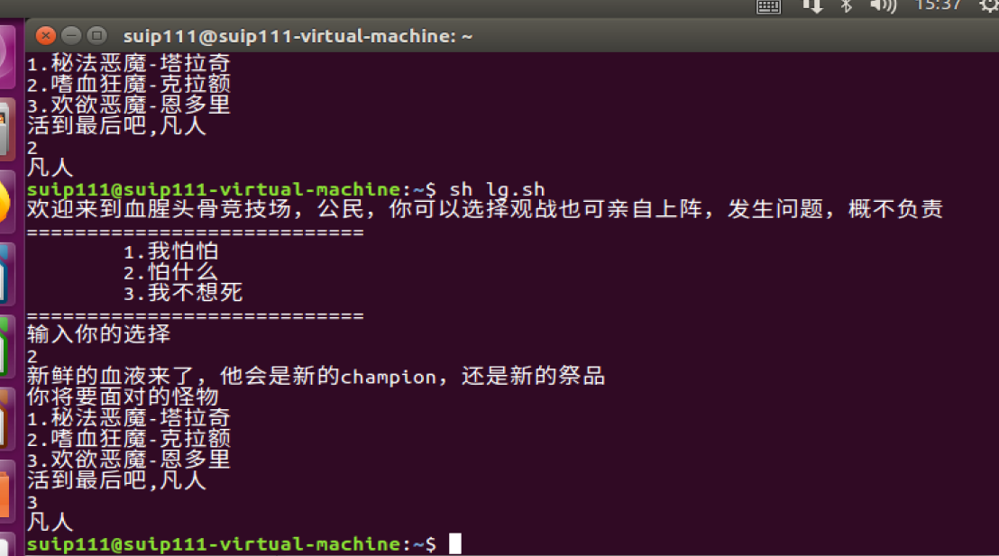 15:37
suip111@suip111-virtual-machine: ~
1.秘法恶魔-塔拉奇
2.嗜血狂魔-克拉额
3.欢欲恶魔-恩多里
活到最后吧,凡人
2
凡人
suip111@suip111-virtual-machine:~$ sh lg.sh
欢迎来到血腥头骨竞技场，公民，你可以选择观战也可亲自上阵，发生问题，概不负责
============================
1.我怕怕
2.怕什么
3.我不想死
============================
输入你的选择
2
新鲜的血液来了，他会是新的champion，还是新的祭品
你将要面对的怪物
1.秘法恶魔-塔拉奇
2.嗜血狂魔-克拉额
3.欢欲恶魔-恩多里
活到最后吧,凡人
3
凡人
suip111@suip111-virtual-machine:~$